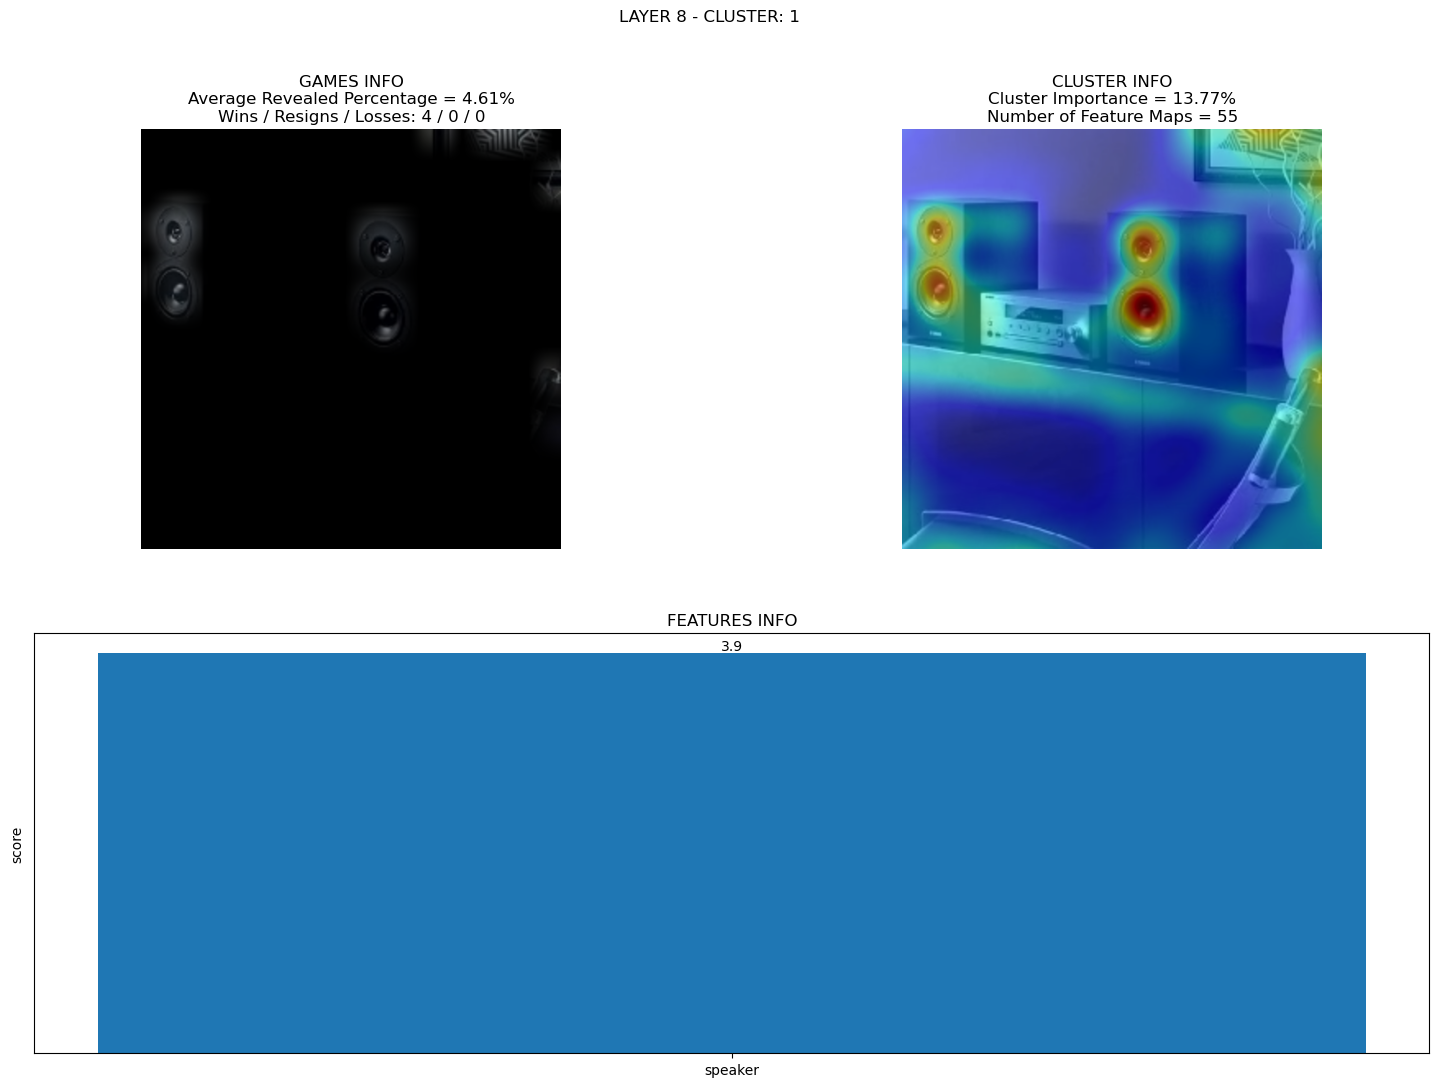 LAYER 8 - CLUSTER: 1
GAMES INFO
Average Revealed Percentage = 4.61%
Wins / Resigns / Losses: 4 / 0 / 0
CLUSTER INFO
Cluster Importance = 13.77%
Number of Feature Maps = 55
FEATURES INFO
3.9
score
speaker